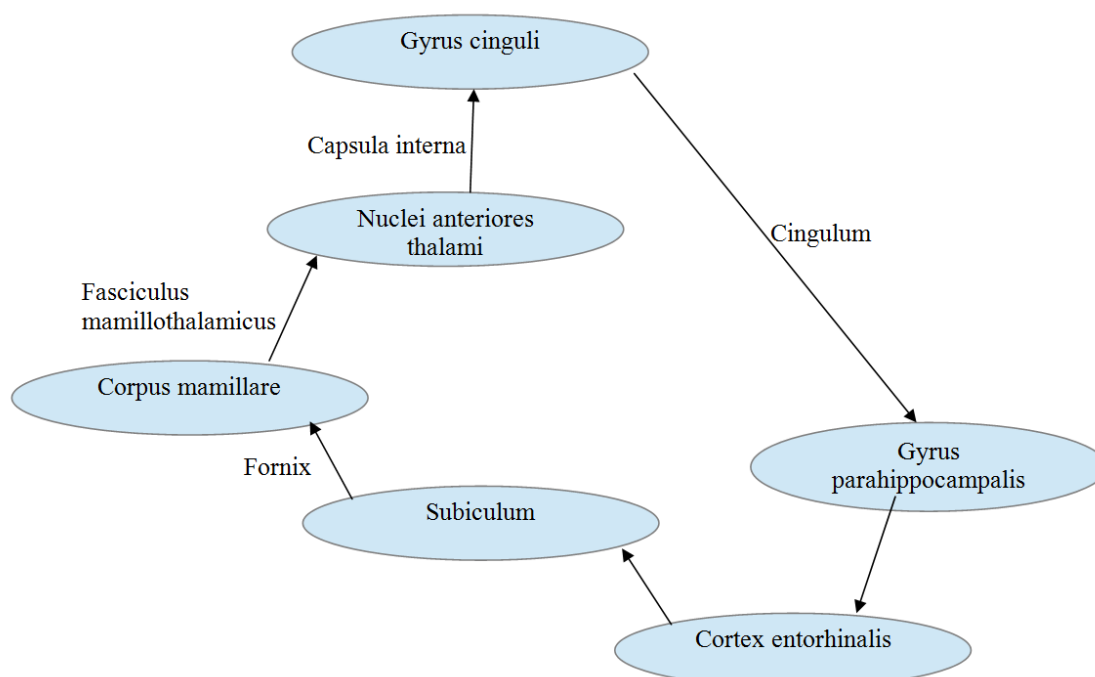 Gyrus cinguli
Capsula interna
Nuclei anteriores
thalami
Cingulum
Fasciculus
mamillothalamicus
Corpus mamillare
Gyrus
parahippocampalis
Fornix
Subiculum
Cortex entorhinalis